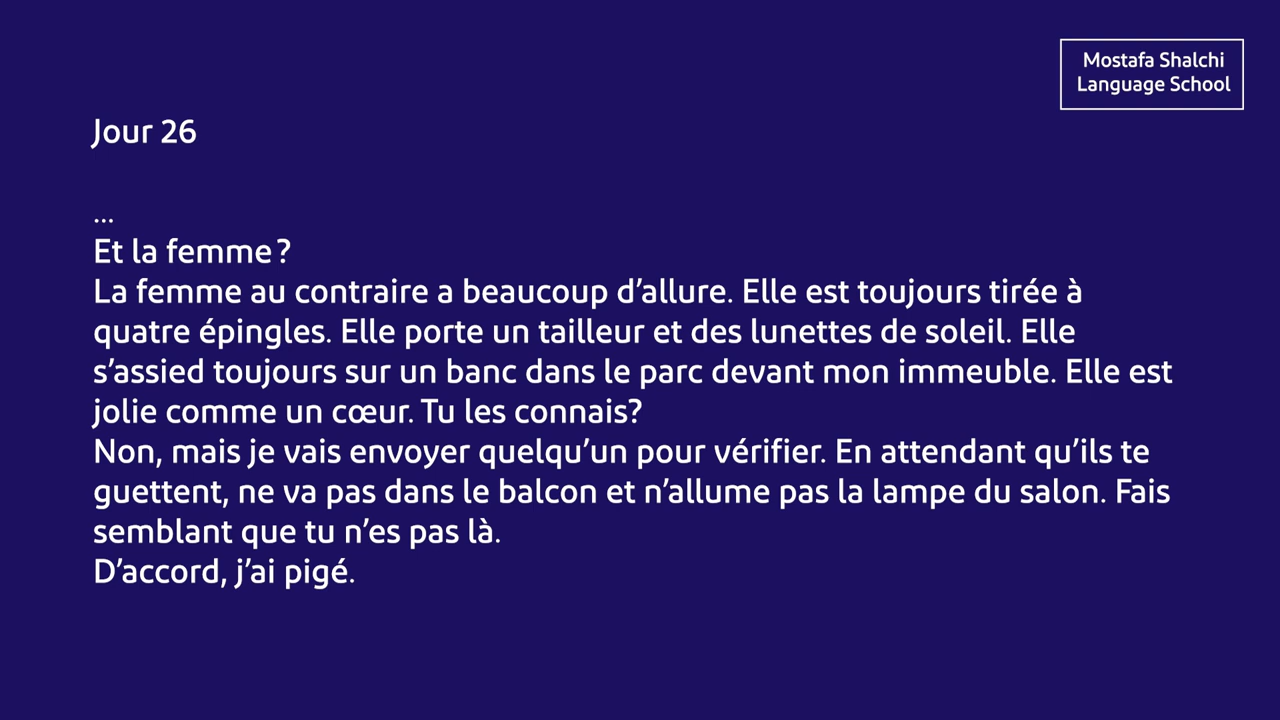 Mostafa Shalchi
Language School
Jour 26
...
Et la femme ?
La femme au contraire a beaucoup d’allure. Elle est toujours tirée à
quatre épingles. Elle porte un tailleur et des lunettes de soleil. Elle
s’assied toujours sur un banc dans le parc devant mon immeuble. Elle est
jolie comme un cœur. Tu les connais?
Non, mais je vais envoyer quelqu’un pour vérifier. En attendant qu’ils te
guettent, ne va pas dans le balcon et n’allume pas la lampe du salon. Fais
semblant que tu n’es pas là.
D’accord, j’ai pigé.